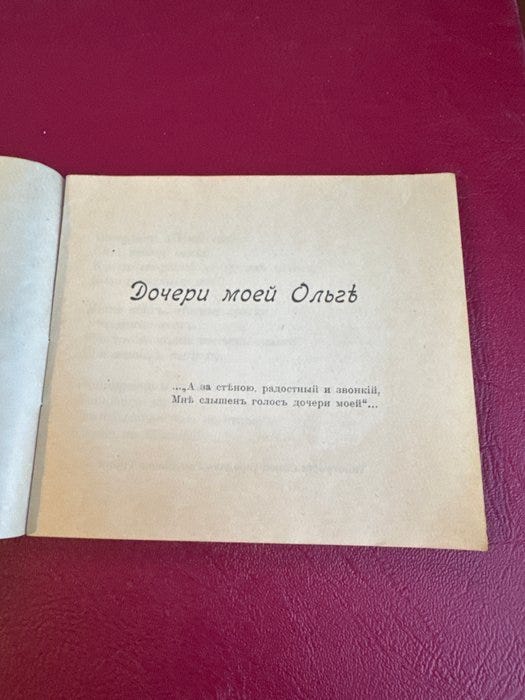 Дочери моей Ольгѣ
...„А за стѣною, радостный и звонкій,
Мнѣ слышенъ голосъ дочери моей“...